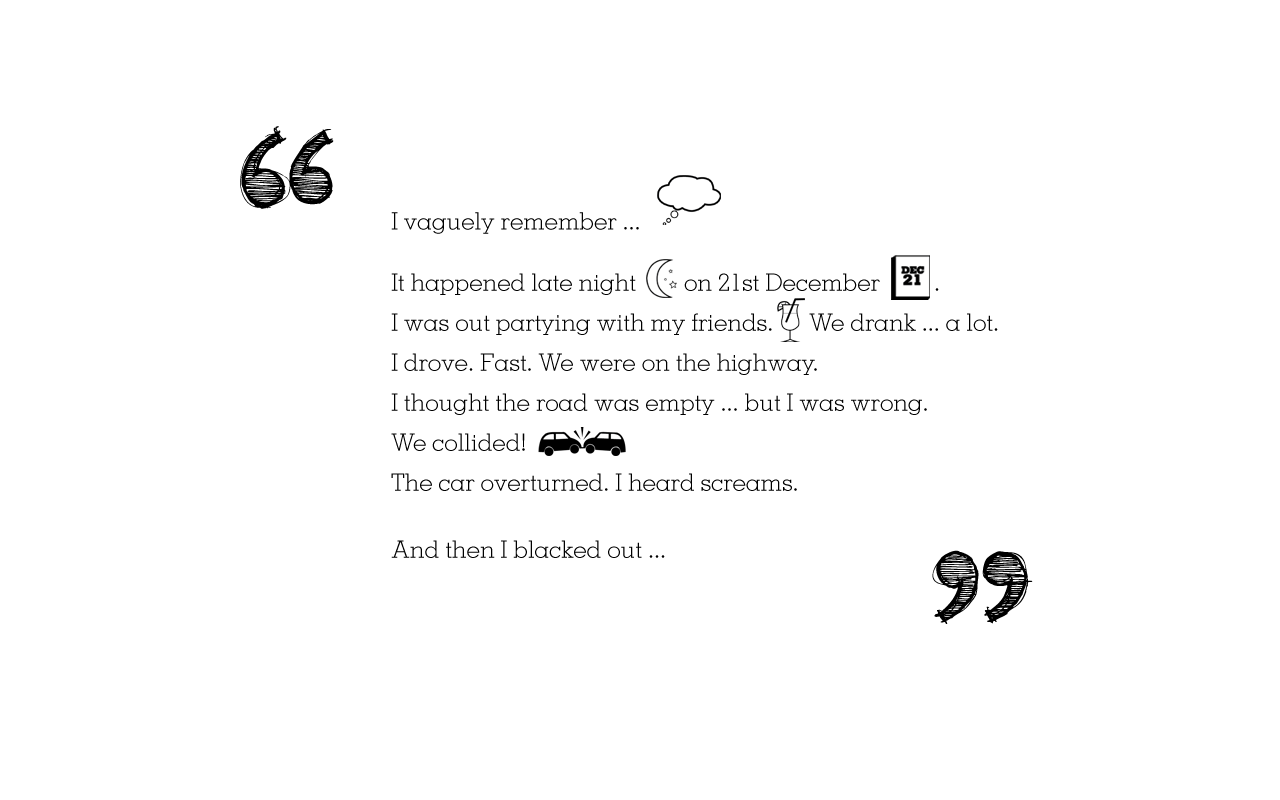 I vaguely remember ...
It happened late night on 21st December DEC 21 .
I was out partying with my friends. We drank ... a lot.
I drove. Fast. We were on the highway.
I thought the road was empty ... but I was wrong.
We collided!
The car overturned. I heard screams.
And then I blacked out ...